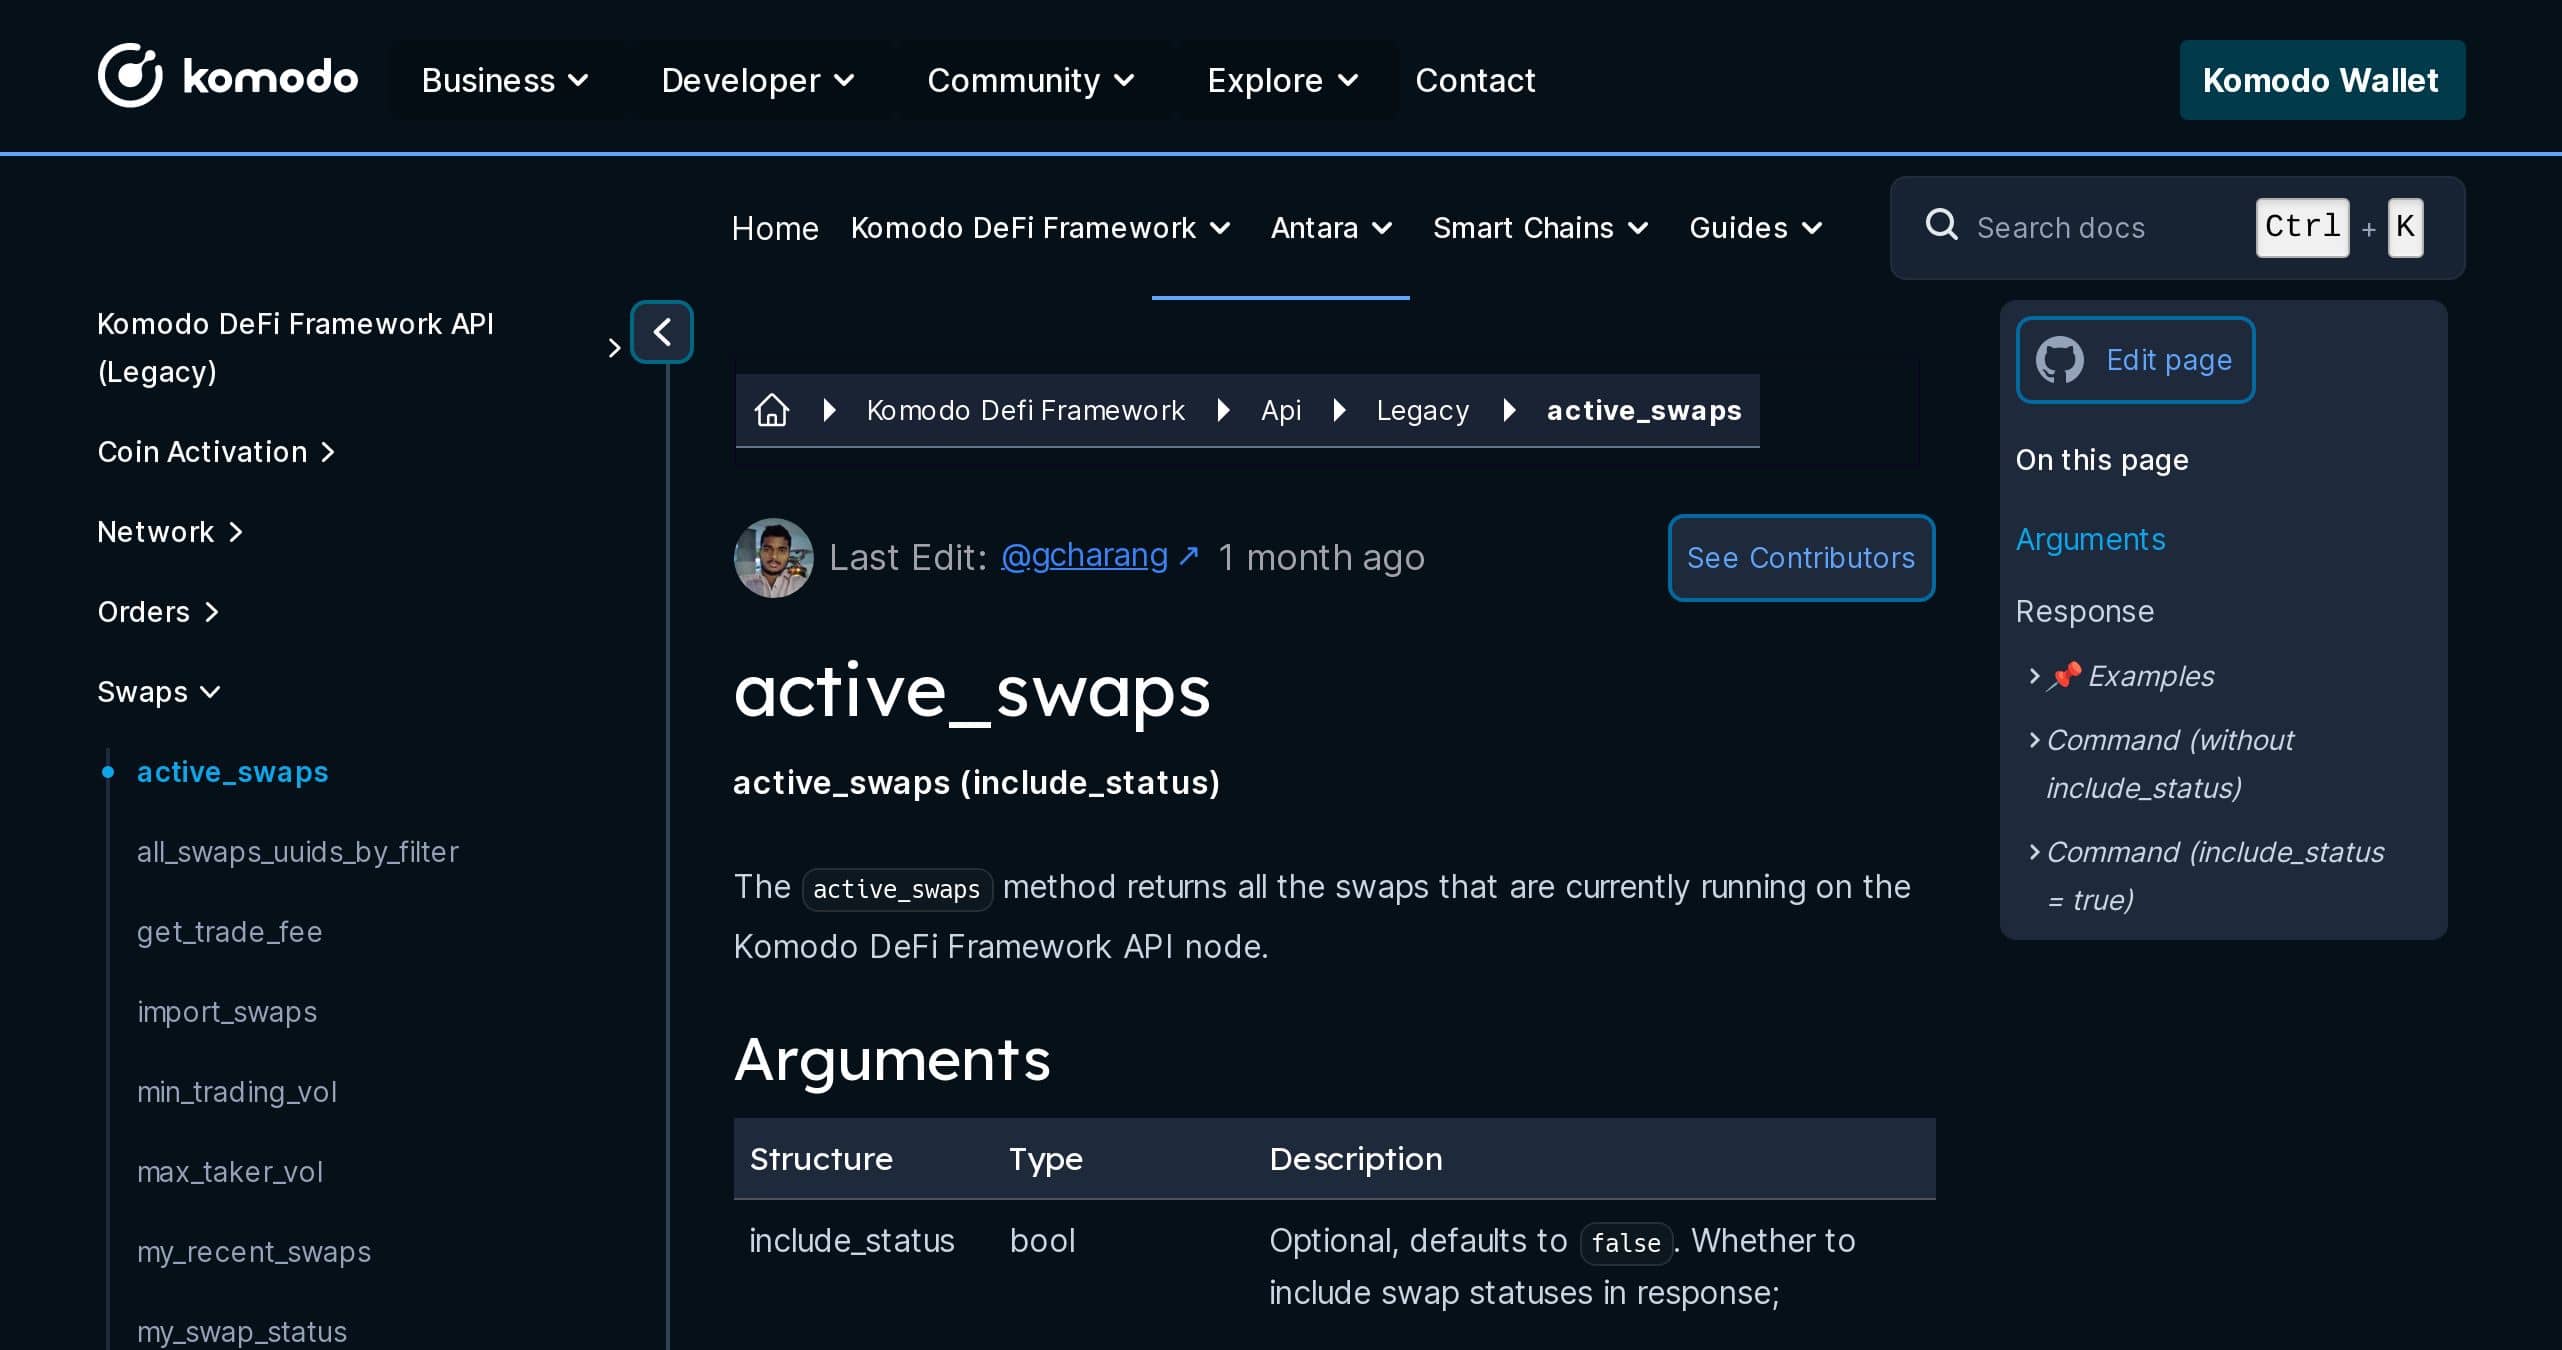 komodo
Business
Developer
Community
Explore
Contact
Komodo Wallet
Home
Komodo DeFi Framework
Antara
Smart Chains
Guides
Search docs
Ctrl + K
Komodo DeFi Framework API
(Legacy)
Coin Activation
Network
Orders
Swaps
active_swaps
all_swaps_uuids_by_filter
get_trade_fee
import_swaps
min_trading_vol
max_taker_vol
my_recent_swaps
my_swap_status
Komodo Defi Framework
Api
Legacy
active_swaps
Last Edit: @gcharang ↗ 1 month ago
See Contributors
active_swaps
active_swaps (include_status)
The active_swaps method returns all the swaps that are currently running on the
Komodo DeFi Framework API node.
Arguments
Structure Type Description
include_status bool Optional, defaults to false. Whether to
include swap statuses in response;
Edit page
On this page
Arguments
Response
📌 Examples
Command (without
include_status)
Command (include_status
= true)